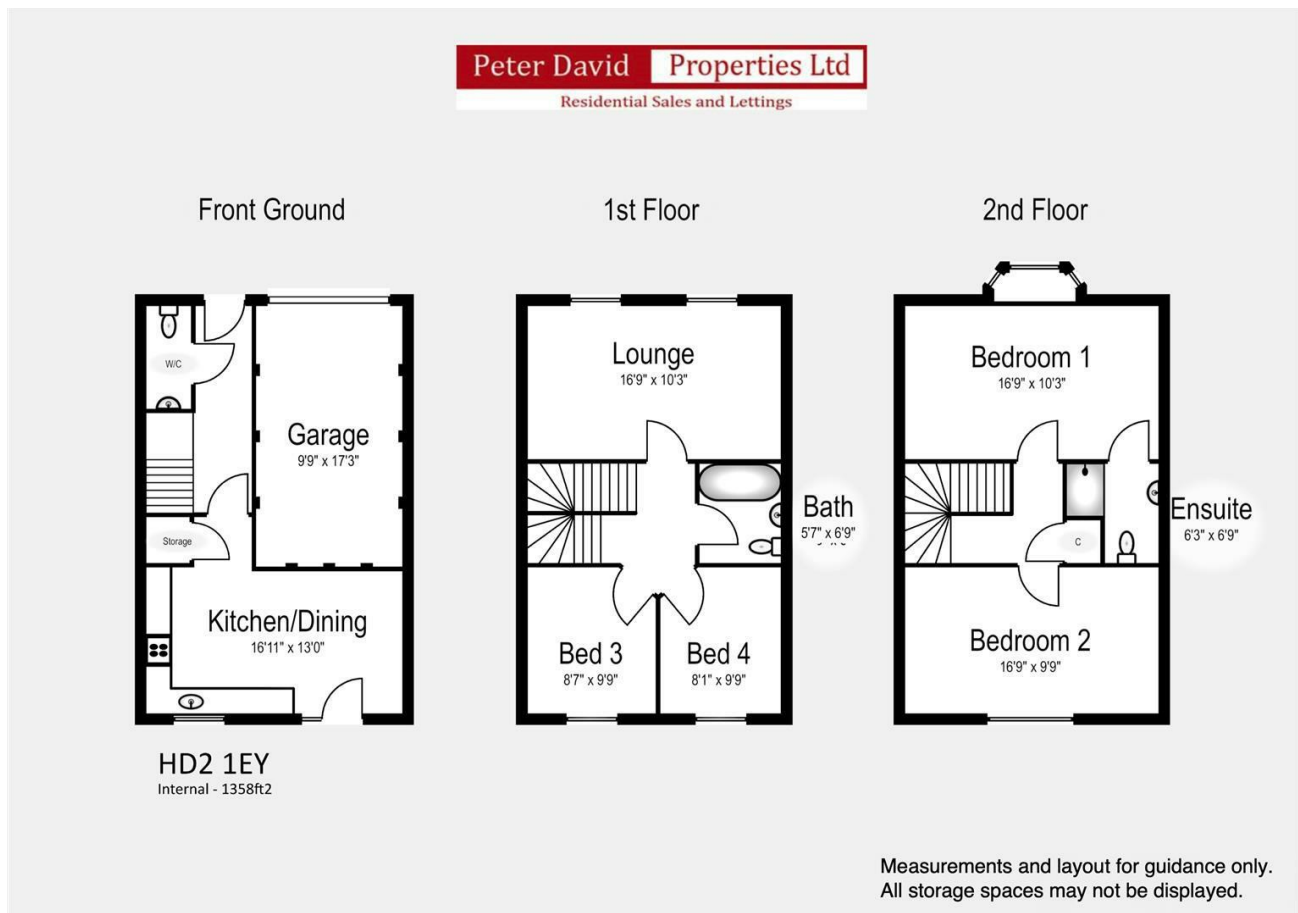 Peter David Properties Ltd
Residential Sales and Lettings
Front Ground
1st Floor
2nd Floor
W/C
Garage
9'9" x 17'3"
Storage
Kitchen/Dining
16'11" x 13'0"
Lounge
16'9" x 10'3"
Bath
5'7" x 6'9"
Bed 3
8'7" x 9'9"
Bed 4
8'1" x 9'9"
Bedroom 1
16'9" x 10'3"
Ensuite
6'3" x 6'9"
C
Bedroom 2
16'9" x 9'9"
HD2 1EY
Internal - 1358ft2
Measurements and layout for guidance only.
All storage spaces may not be displayed.